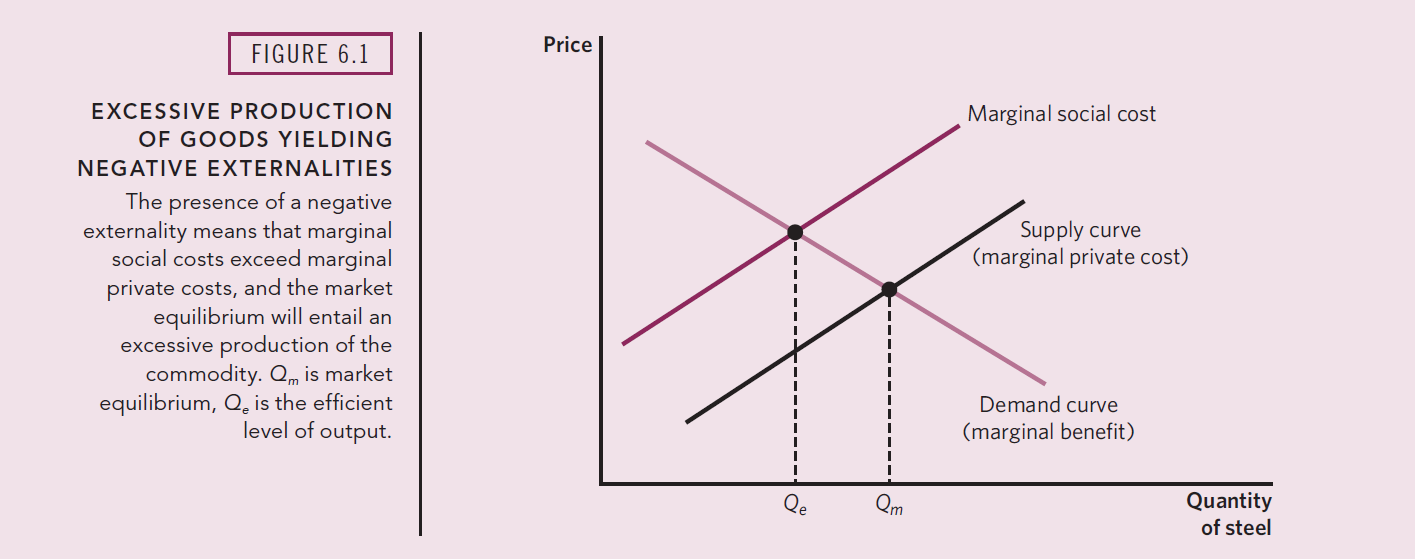 FIGURE 6.1
EXCESSIVE PRODUCTION
OF GOODS YIELDING
NEGATIVE EXTERNALITIES
The presence of a negative
externality means that marginal
social costs exceed marginal
private costs, and the market
equilibrium will entail an
excessive production of the
commodity. Qm is market
equilibrium, Qe is the efficient
level of output.
Price
Marginal social cost
Supply curve
(marginal private cost)
Demand curve
(marginal benefit)
Qe
Qm
Quantity
of steel